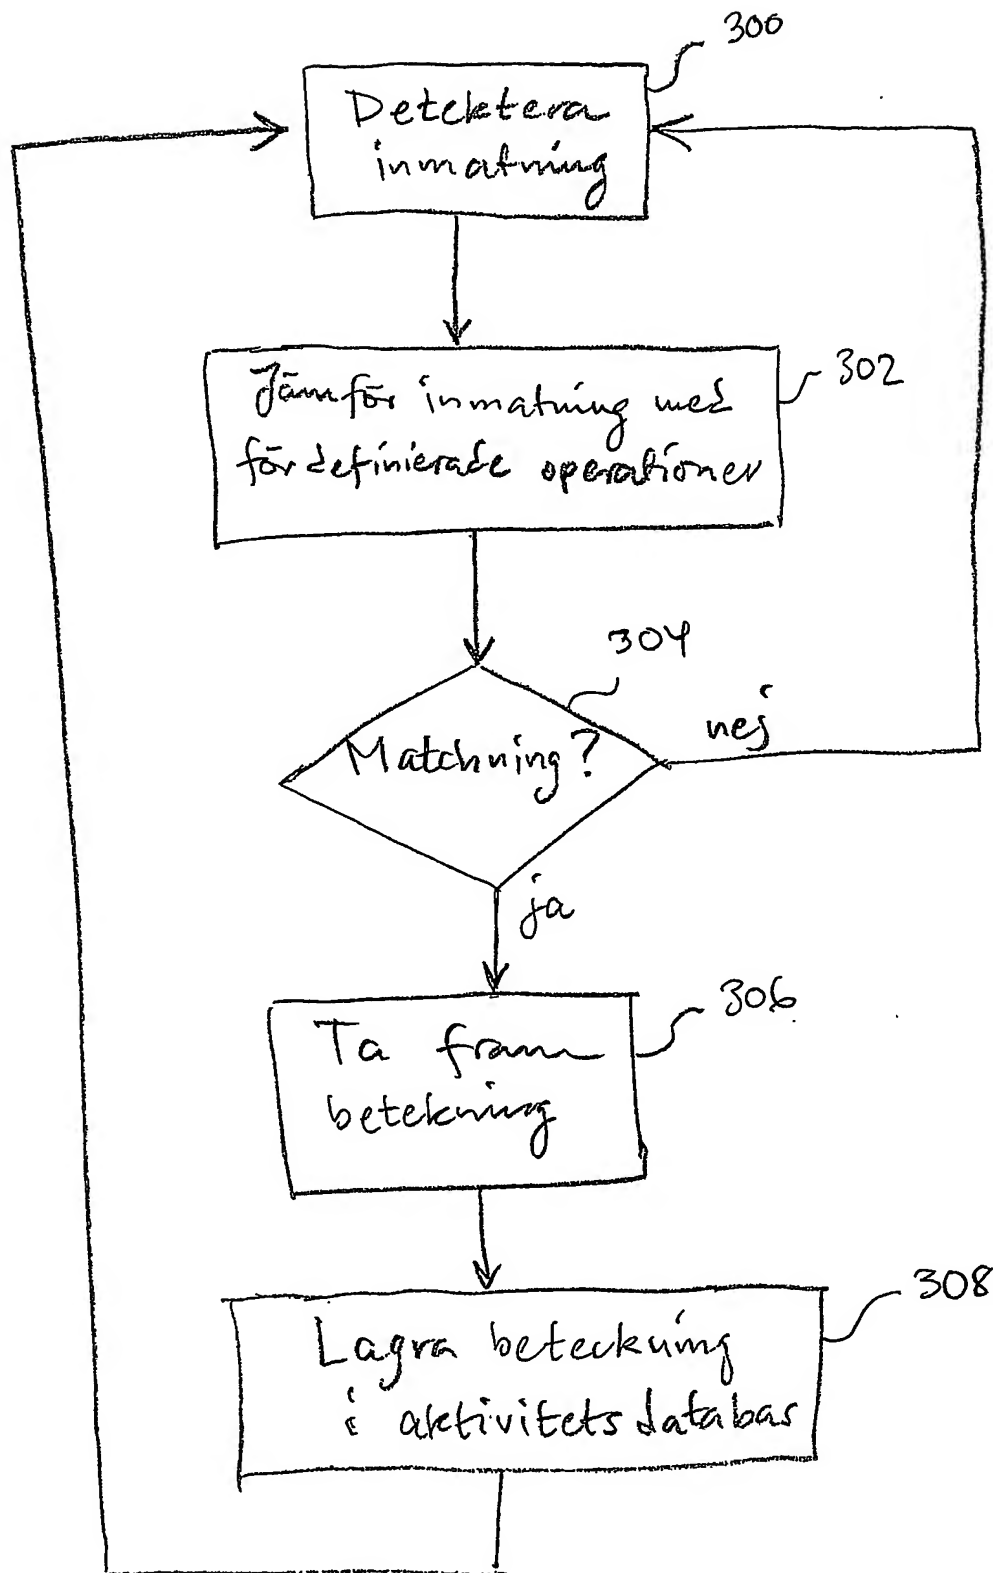 300
Detektera
inmatning
302
Jämför inmatning med
fördefinierade operationer
304
Matchning?
nej
ja
306
Ta fram
betekning
308
Lagra beteckning
i aktivitetsdatabas